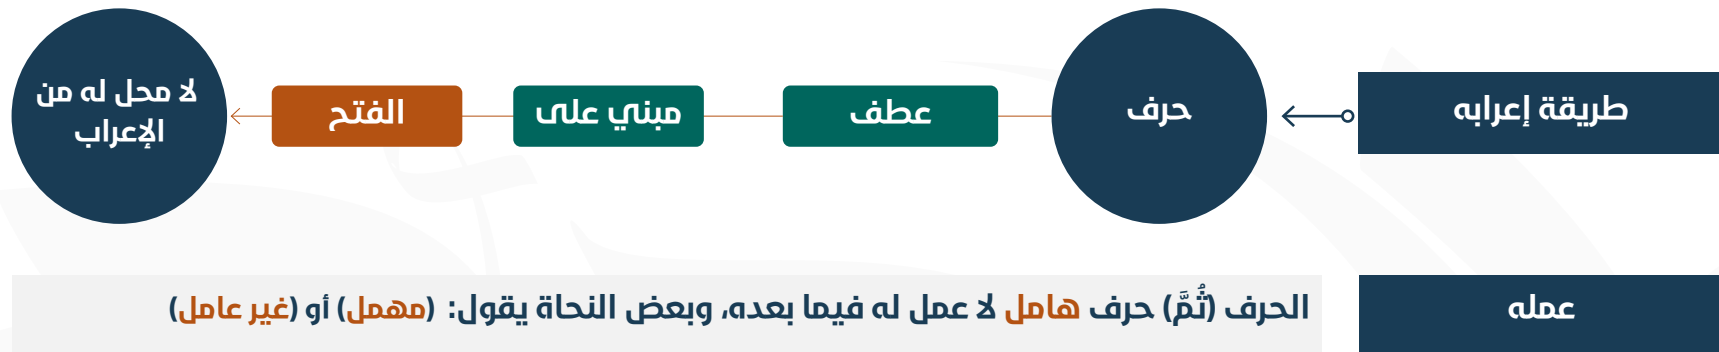 طريقة إعرابه
حرف
عطف
مبني على
الفتح
لا محل له من
الإعراب
عمله
الحرف (ثُمَّ) حرف هامل لا عمل له فيما بعده، وبعض النحاة يقول: (مهمل) أو (غير عامل)